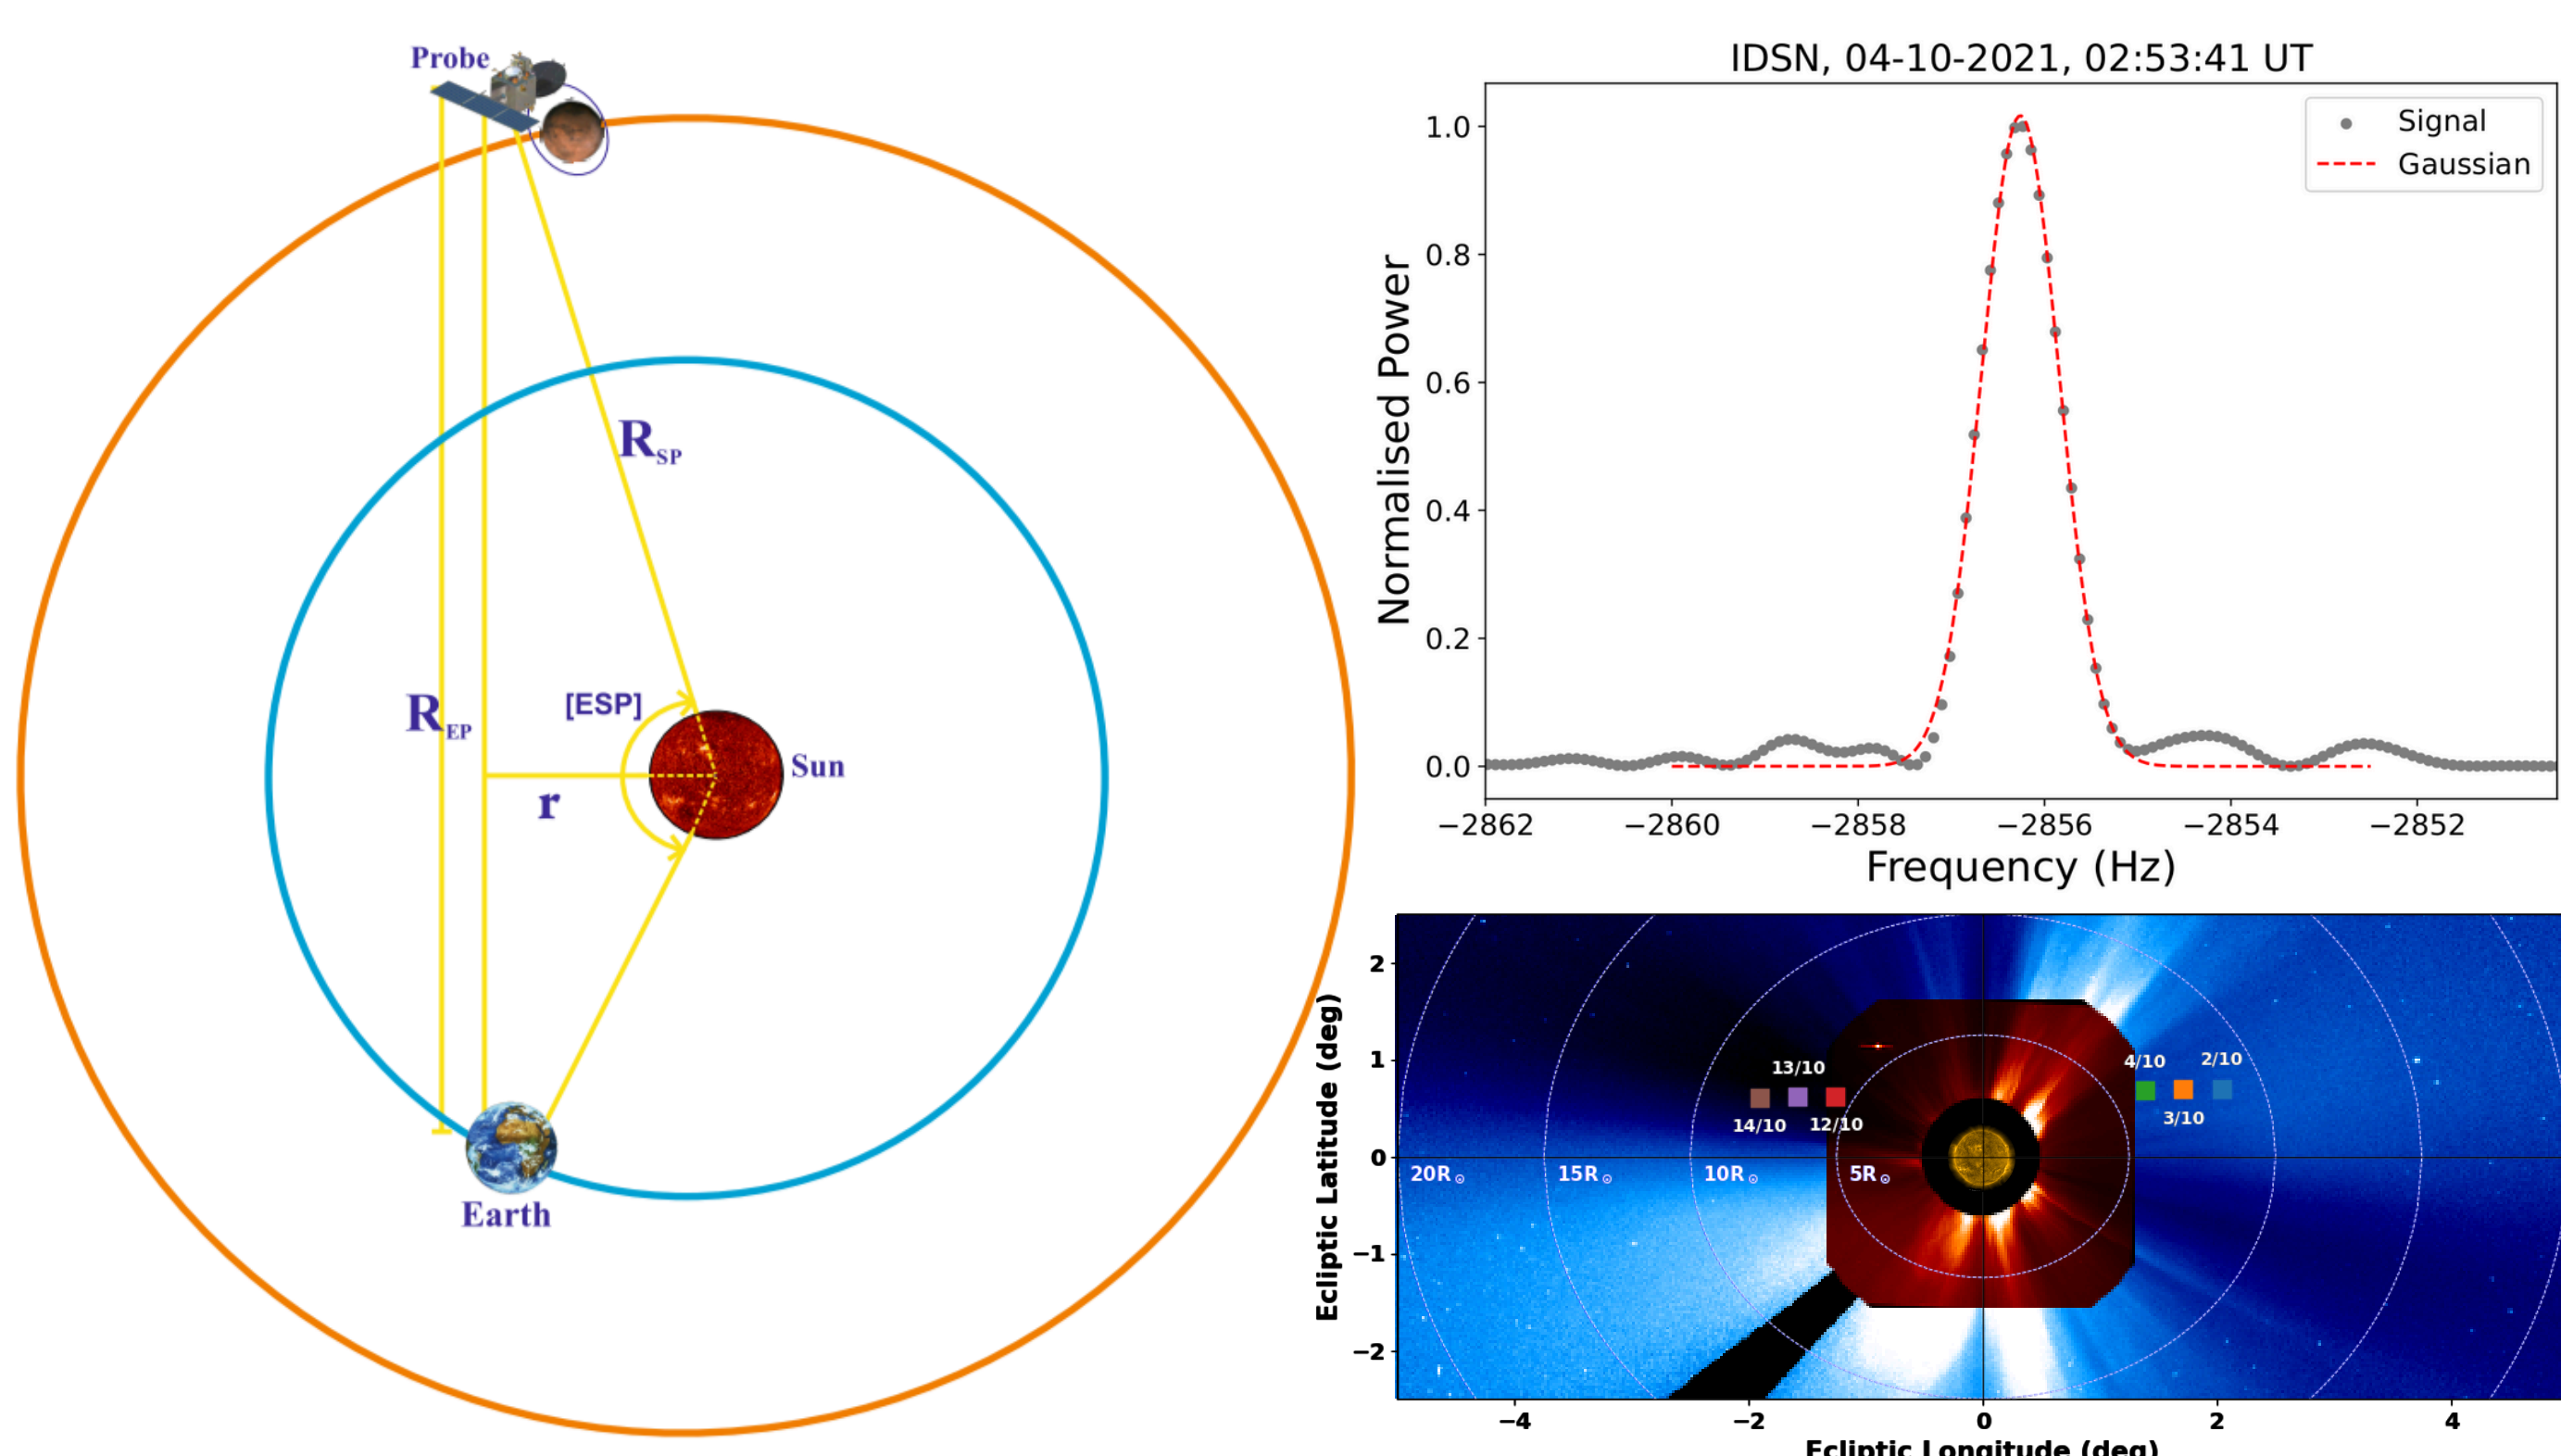 Probe
R_SP
R_EP
[ESP]
Sun
r
Earth
IDSN, 04-10-2021, 02:53:41 UT
Signal
Gaussian
Normalised Power
1.0
0.8
0.6
0.4
0.2
0.0
−2862 −2860 −2858 −2856 −2854 −2852
Frequency (Hz)
Ecliptic Latitude (deg)
2
1
0
−1
−2
13/10
14/10 12/10
4/10 2/10
3/10
20R⊙ 15R⊙ 10R⊙ 5R⊙
−4 −2 0 2 4
Ecliptic Longitude (deg)